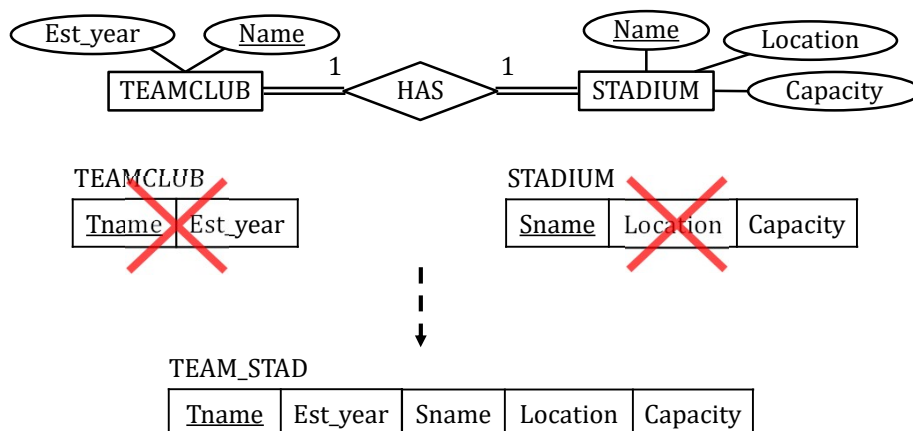 Est_year Name Name Location
1 1
TEAMCLUB HAS STADIUM Capacity
TEAMCLUB STADIUM
Tname Est_year Sname Location Capacity
TEAM_STAD
Tname Est_year Sname Location Capacity